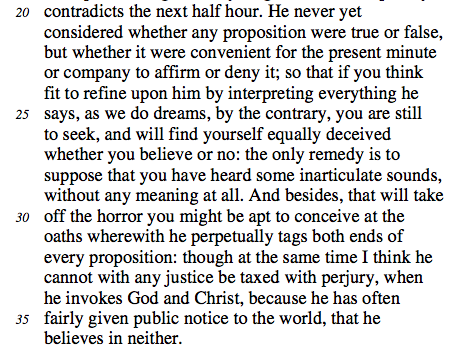 20 contradicts the next half hour. He never yet
considered whether any proposition were true or false,
but whether it were convenient for the present minute
or company to affirm or deny it; so that if you think
fit to refine upon him by interpreting everything he
25 says, as we do dreams, by the contrary, you are still
to seek, and will find yourself equally deceived
whether you believe or no: the only remedy is to
suppose that you have heard some inarticulate sounds,
without any meaning at all. And besides, that will take
30 off the horror you might be apt to conceive at the
oaths wherewith he perpetually tags both ends of
every proposition: though at the same time I think he
cannot with any justice be taxed with perjury, when
he invokes God and Christ, because he has often
35 fairly given public notice to the world, that he
believes in neither.